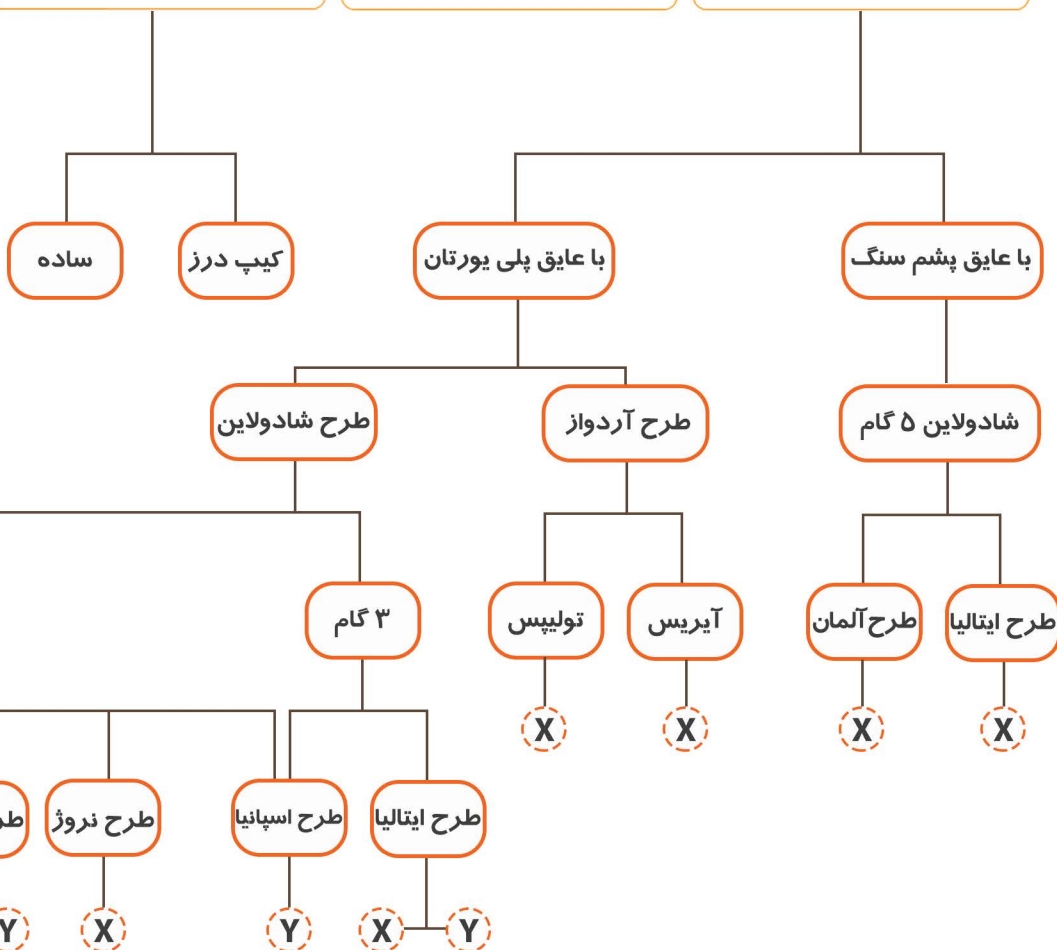 با عایق پشم سنگ
با عایق پلی یورتان
کیپ درز
ساده
شادولاین ۵ گام
طرح آردواز
طرح شادولاین
طرح ایتالیا
طرح آلمان
آیریس
تولیپس
۳ گام
X
X
X
X
طرح ایتالیا
طرح اسپانیا
طرح نروژ
Y
X
Y
X
Y